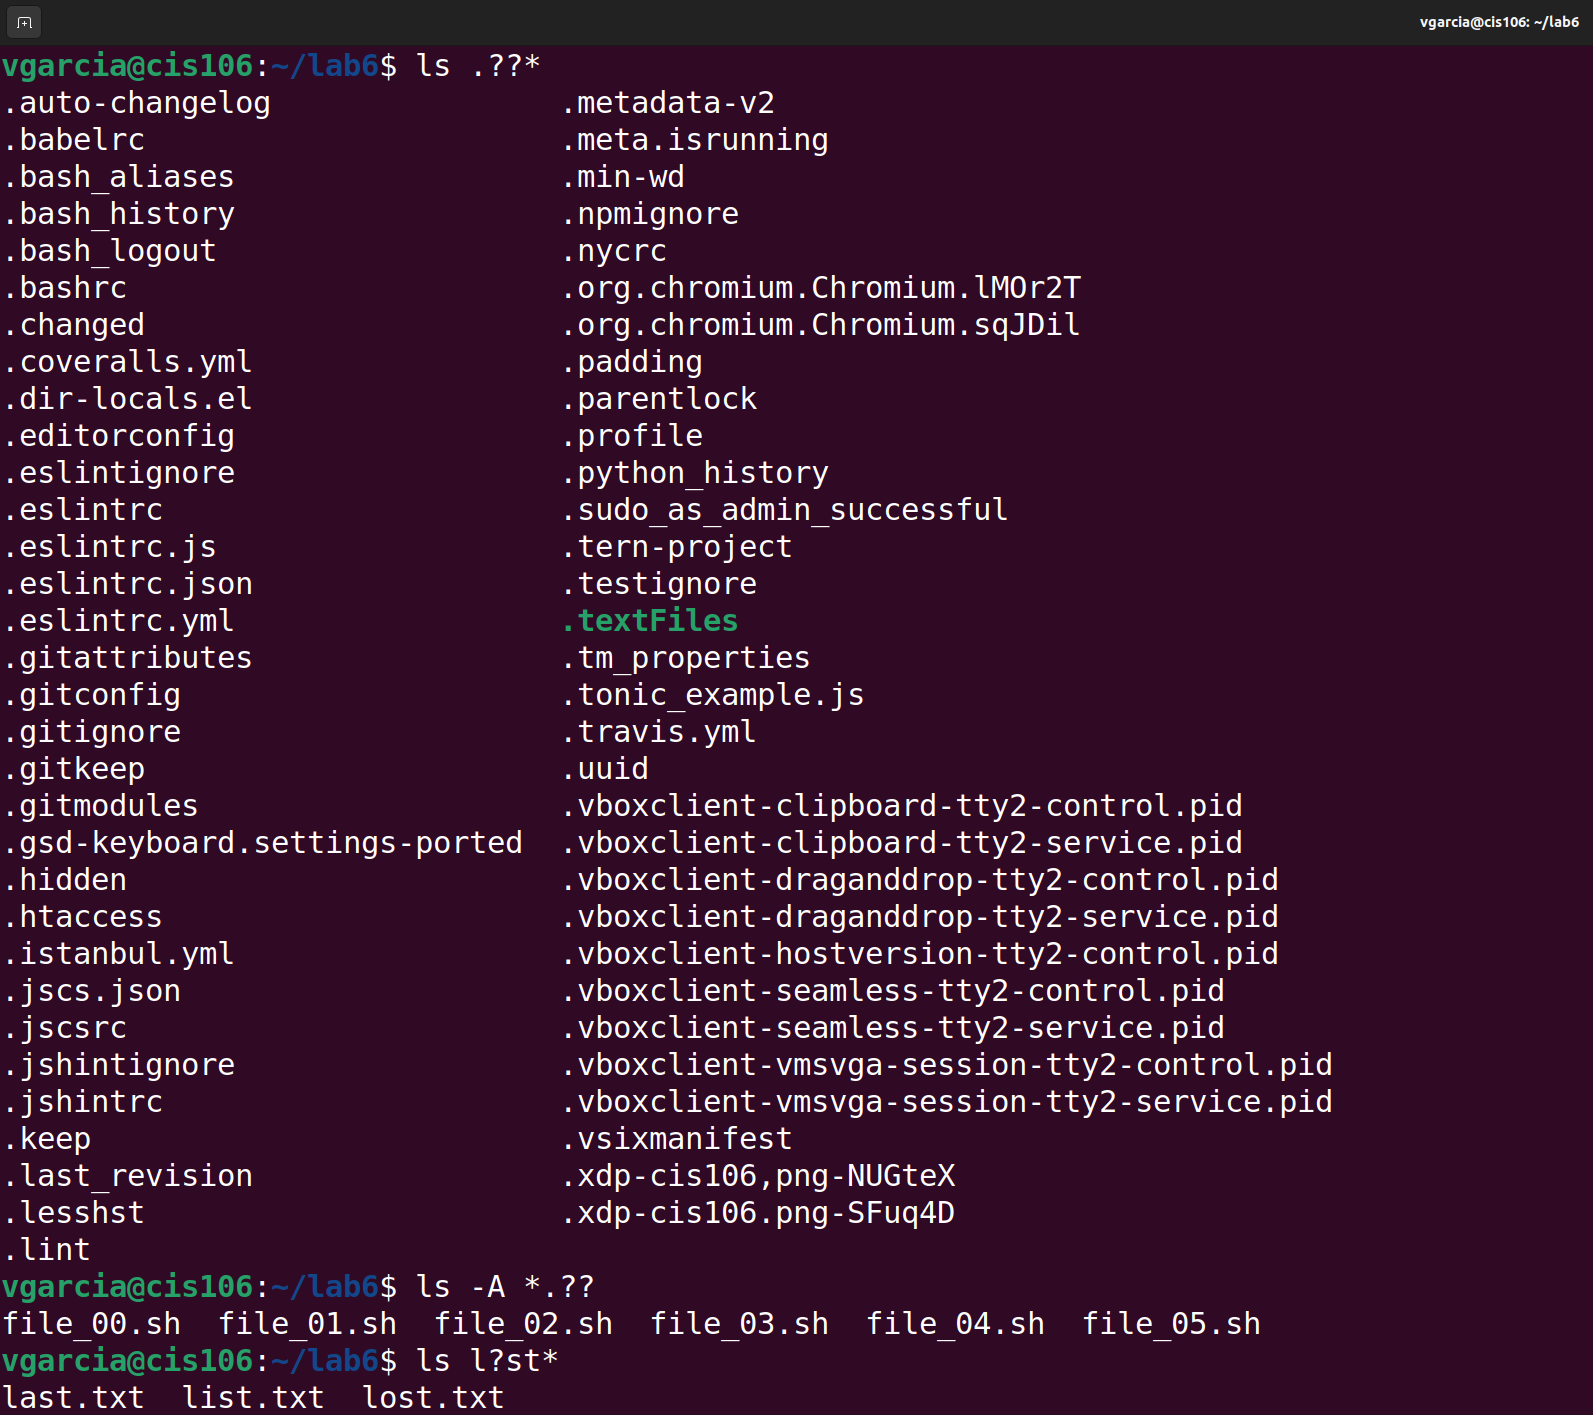 vgarcia@cis106: ~/lab6
vgarcia@cis106:~/lab6$ ls .??*
.auto-changelog .metadata-v2
.babelrc .meta.isrunning
.bash_aliases .min-wd
.bash_history .npmignore
.bash_logout .nycrc
.bashrc .org.chromium.Chromium.lMOr2T
.changed .org.chromium.Chromium.sqJDil
.coveralls.yml .padding
.dir-locals.el .parentlock
.editorconfig .profile
.eslintignore .python_history
.eslintrc .sudo_as_admin_successful
.eslintrc.js .tern-project
.eslintrc.json .testignore
.eslintrc.yml .textFiles
.gitattributes .tm_properties
.gitconfig .tonic_example.js
.gitignore .travis.yml
.gitkeep .uuid
.gitmodules .vboxclient-clipboard-tty2-control.pid
.gsd-keyboard.settings-ported .vboxclient-clipboard-tty2-service.pid
.hidden .vboxclient-draganddrop-tty2-control.pid
.htaccess .vboxclient-draganddrop-tty2-service.pid
.istanbul.yml .vboxclient-hostversion-tty2-control.pid
.jscs.json .vboxclient-seamless-tty2-control.pid
.jscsrc .vboxclient-seamless-tty2-service.pid
.jshintignore .vboxclient-vmsvga-session-tty2-control.pid
.jshintrc .vboxclient-vmsvga-session-tty2-service.pid
.keep .vsixmanifest
.last_revision .xdp-cis106,png-NUGteX
.lesshst .xdp-cis106.png-SFuq4D
.lint
vgarcia@cis106:~/lab6$ ls -A *.??
file_00.sh file_01.sh file_02.sh file_03.sh file_04.sh file_05.sh
vgarcia@cis106:~/lab6$ ls l?st*
last.txt list.txt lost.txt